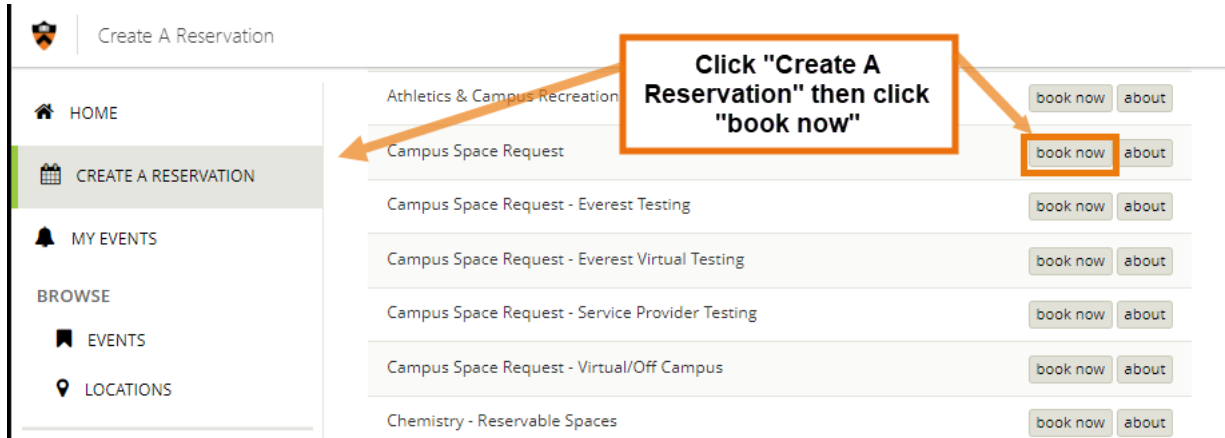 Create A Reservation
HOME
CREATE A RESERVATION
MY EVENTS
BROWSE
EVENTS
LOCATIONS
Click "Create A
Reservation" then click
"book now"
Athletics & Campus Recreation book now about
Campus Space Request book now about
Campus Space Request - Everest Testing book now about
Campus Space Request - Everest Virtual Testing book now about
Campus Space Request - Service Provider Testing book now about
Campus Space Request - Virtual/Off Campus book now about
Chemistry - Reservable Spaces book now about